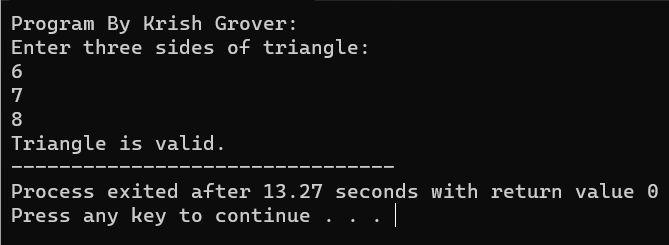 Program By Krish Grover:
Enter three sides of triangle:
6
7
8
Triangle is valid.
--------------------------------
Process exited after 13.27 seconds with return value 0
Press any key to continue . . .